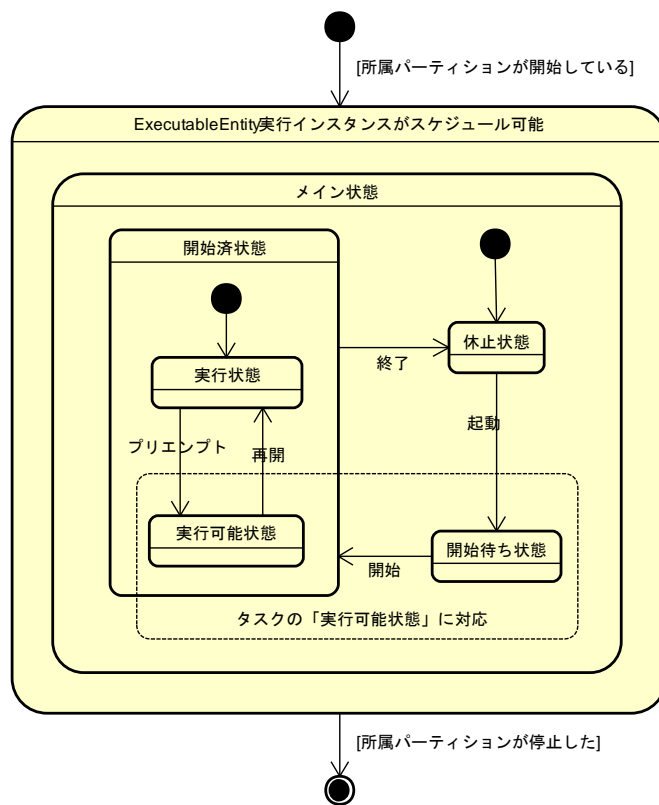 [所属パーティションが開始している]
ExecutableEntity実行インスタンスがスケジュール可能
メイン状態
開始済状態
休止状態
終了
実行状態
起動
プリエンプト
再開
実行可能状態
開始待ち状態
開始
タスクの「実行可能状態」に対応
[所属パーティションが停止した]